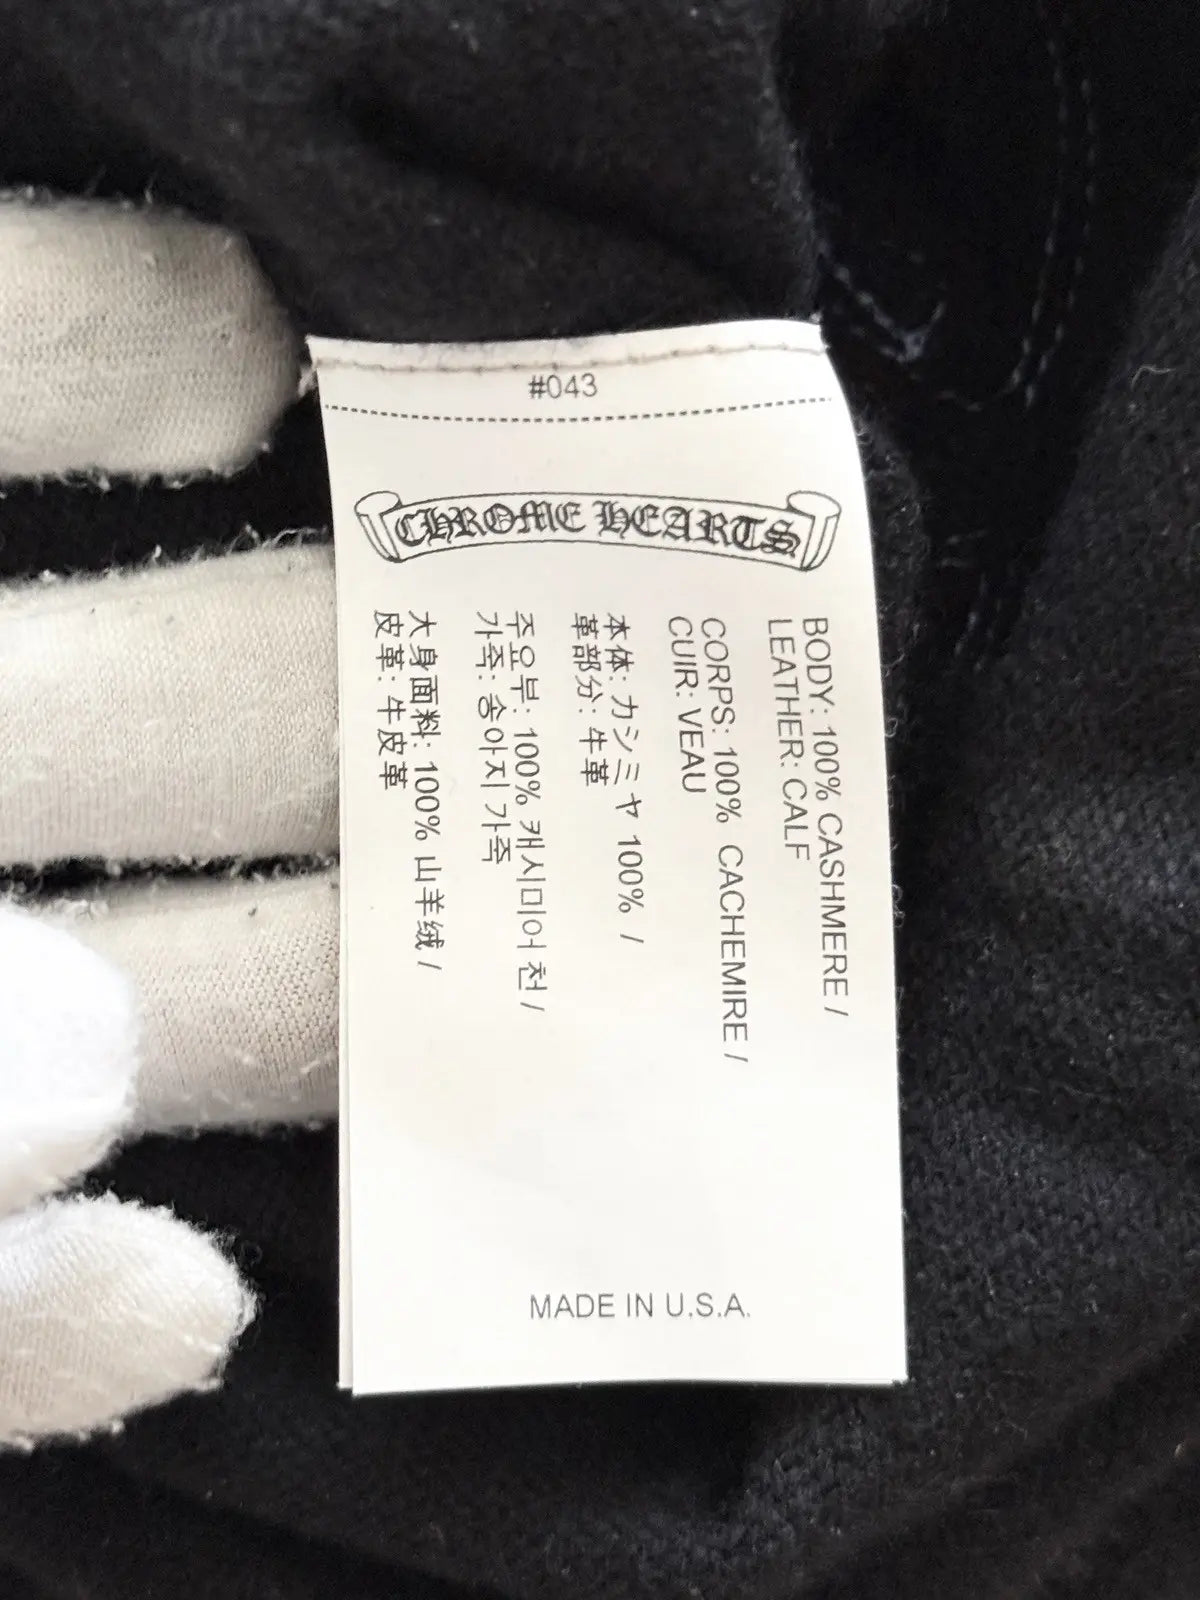 #043
CHROME HEARTS
BODY: 100% CASHMERE /
LEATHER: CALF
CORPS: 100% CACHEMIRE /
CUIR: VEAU
本体: カシミヤ 100% /
革部分: 牛革
주요부: 100% 캐시미어 천 /
가죽: 송아지 가죽
大身面料: 100% 山羊绒 /
皮革: 牛皮革
MADE IN U.S.A.